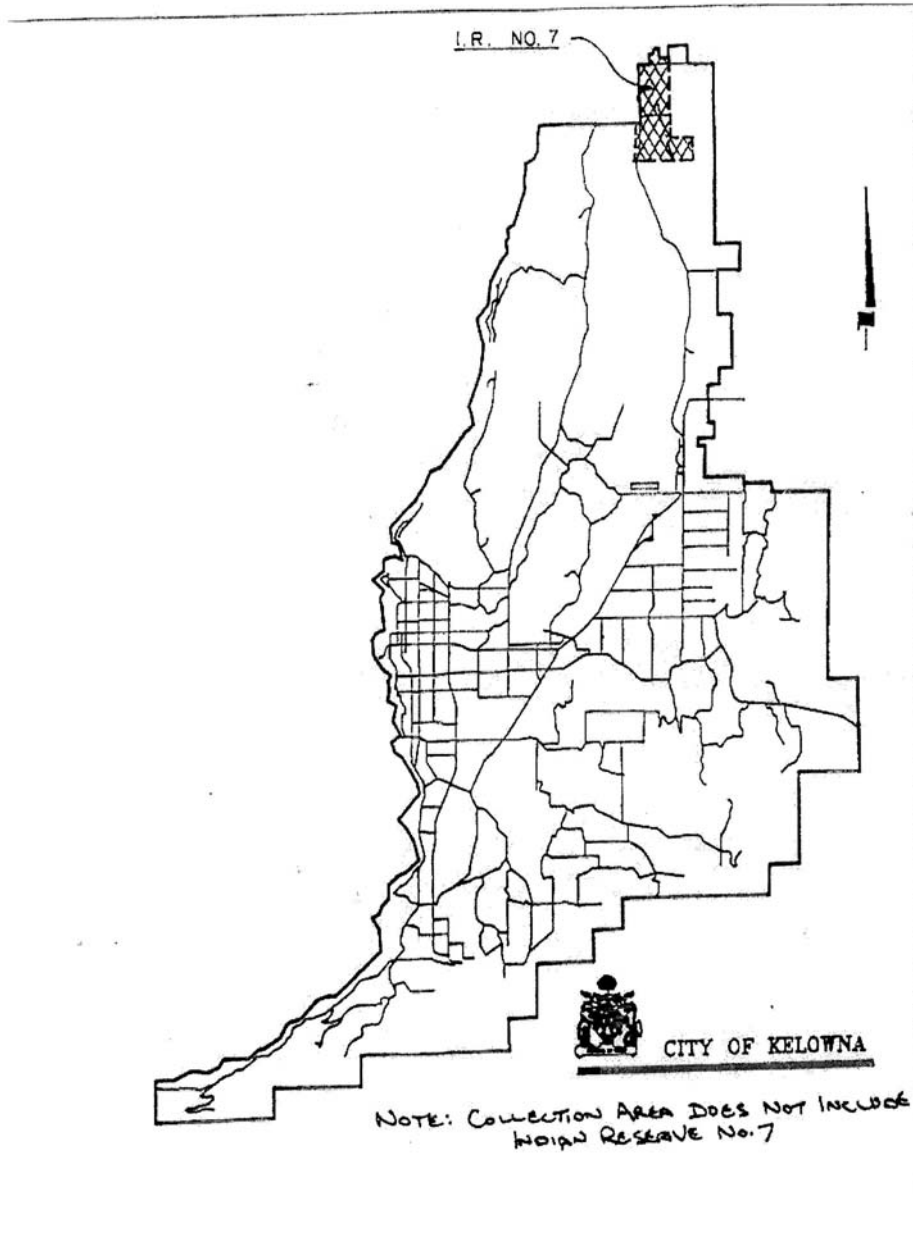 I.R. NO. 7
CITY OF KELOWNA
NOTE: COLLECTION AREA DOES NOT INCLUDE
INDIAN RESERVE NO. 7